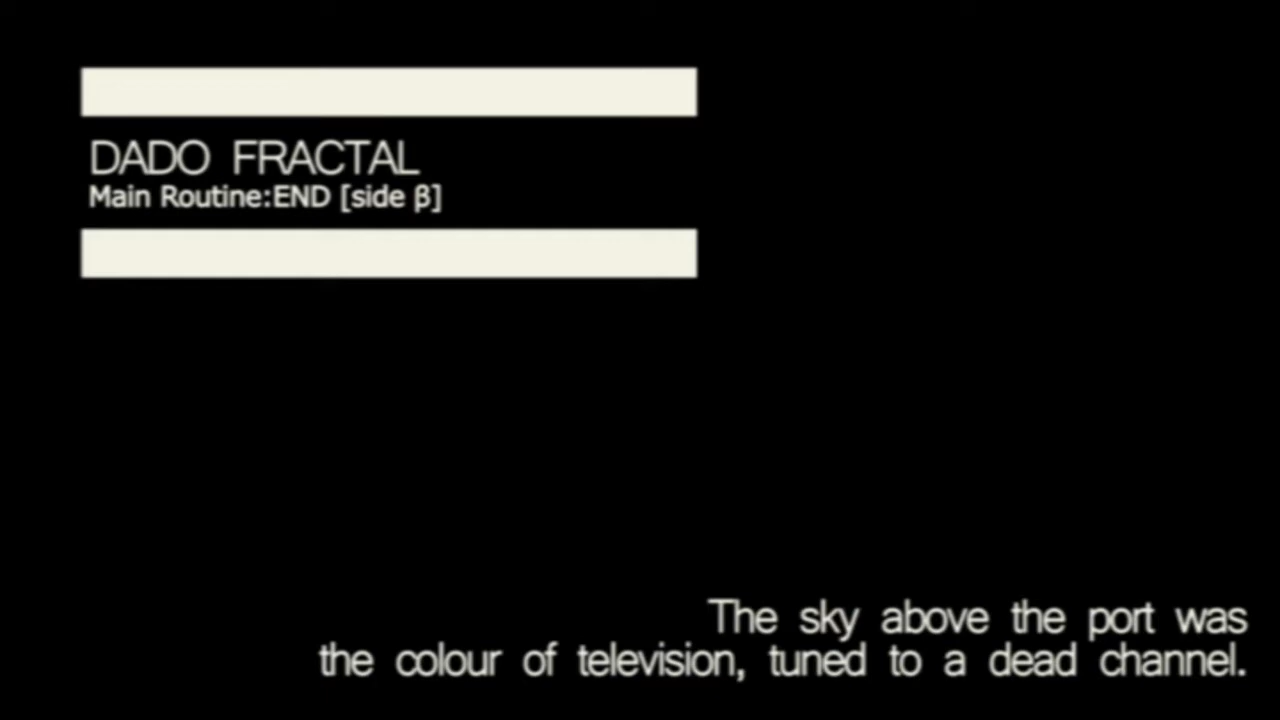 DADO FRACTAL
Main Routine:END [side β]
The sky above the port was
the colour of television, tuned to a dead channel.